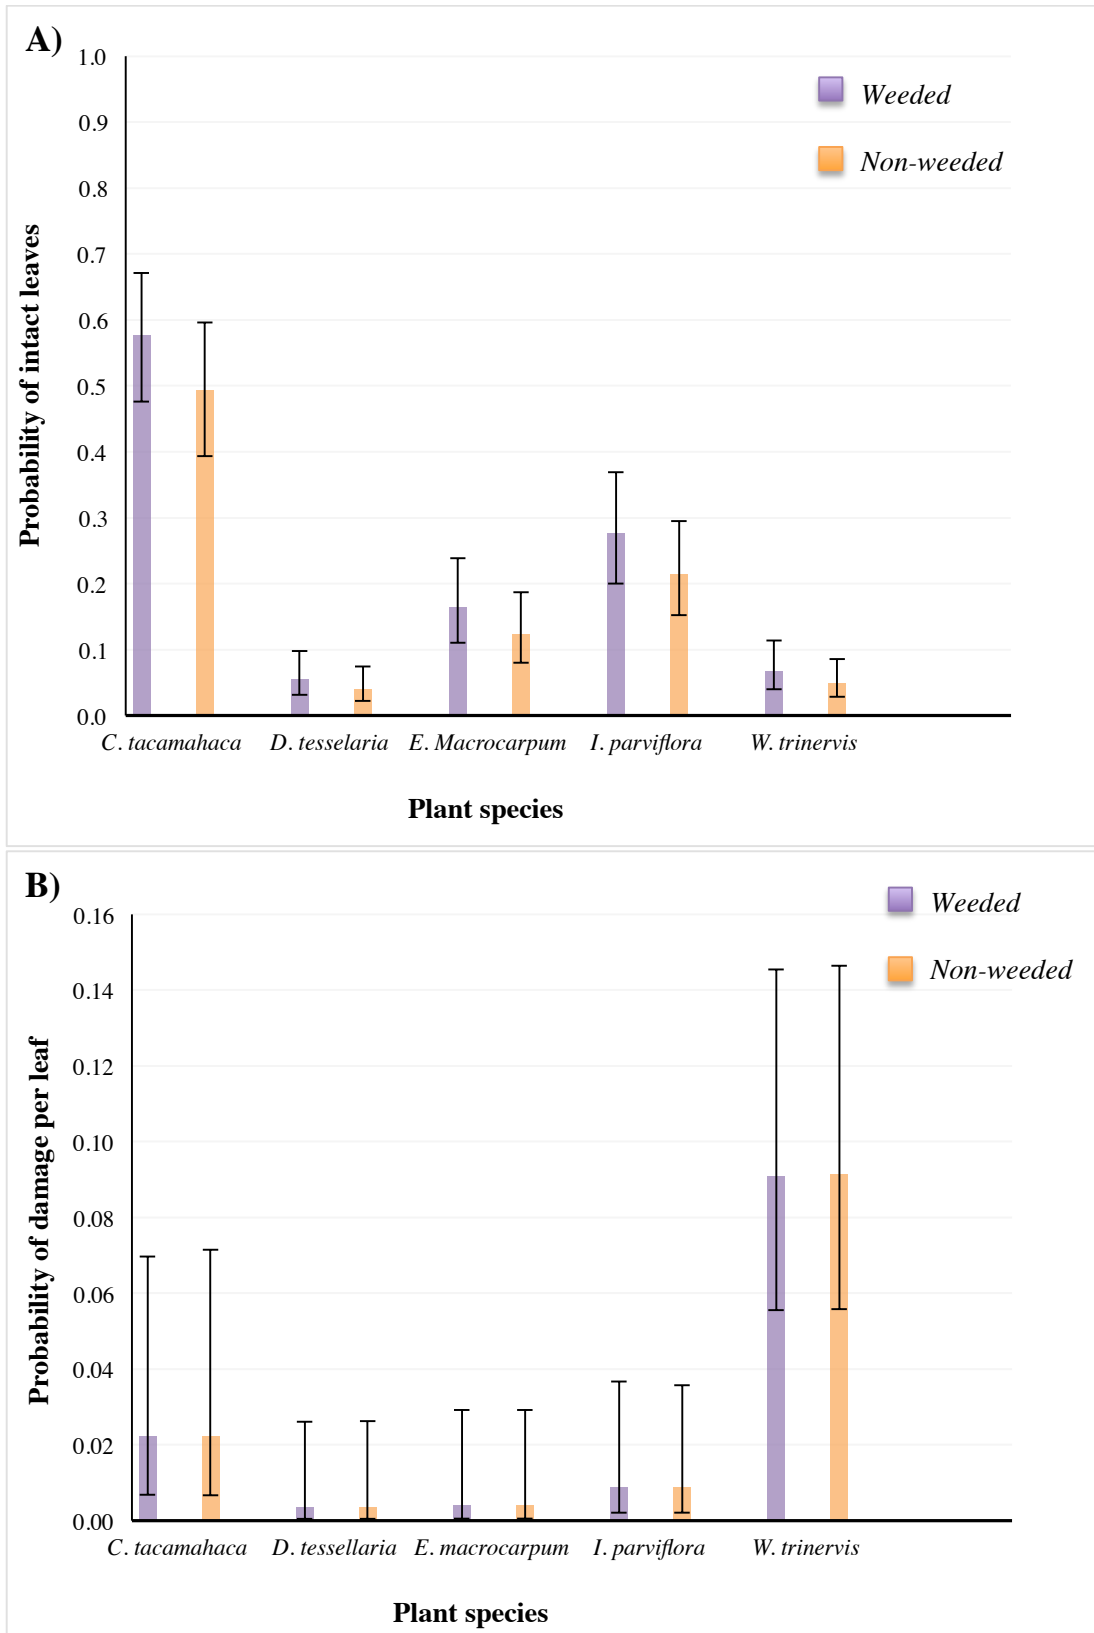 A)
Weeded
Non-weeded
Probability of intact leaves
1.0
0.9
0.8
0.7
0.6
0.5
0.4
0.3
0.2
0.1
0.0
C. tacamahaca D. tesselaria E. Macrocarpum I. parviflora W. trinervis
Plant species
B)
Weeded
Non-weeded
Probability of damage per leaf
0.16
0.14
0.12
0.10
0.08
0.06
0.04
0.02
0.00
C. tacamahaca D. tessellaria E. macrocarpum I. parviflora W. trinervis
Plant species